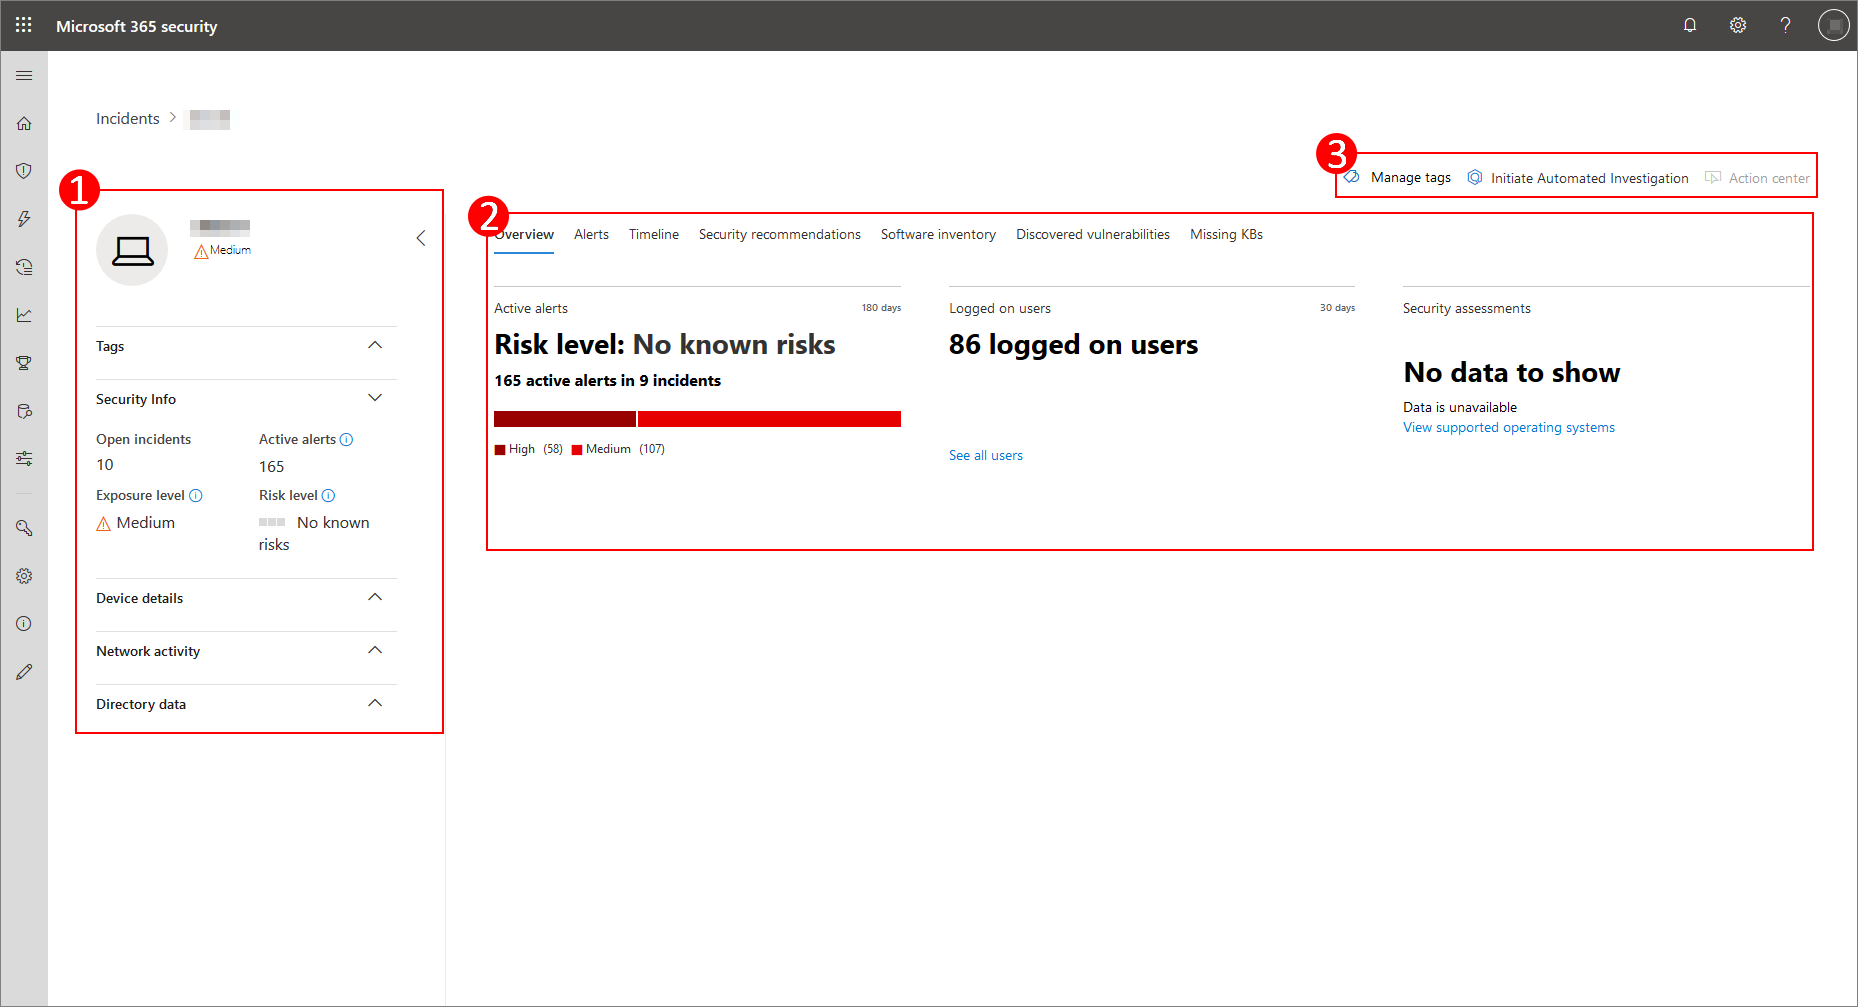 Microsoft 365 security
?
Incidents >
3
Manage tags Initiate Automated Investigation Action center
1
Medium
Tags
Security Info
Open incidents Active alerts
10 165
Exposure level Risk level
Medium No known
risks
Device details
Network activity
Directory data
2
Overview Alerts Timeline Security recommendations Software inventory Discovered vulnerabilities Missing KBs
Active alerts 180 days
Risk level: No known risks
165 active alerts in 9 incidents
High (58) Medium (107)
Logged on users 30 days
86 logged on users
See all users
Security assessments
No data to show
Data is unavailable
View supported operating systems